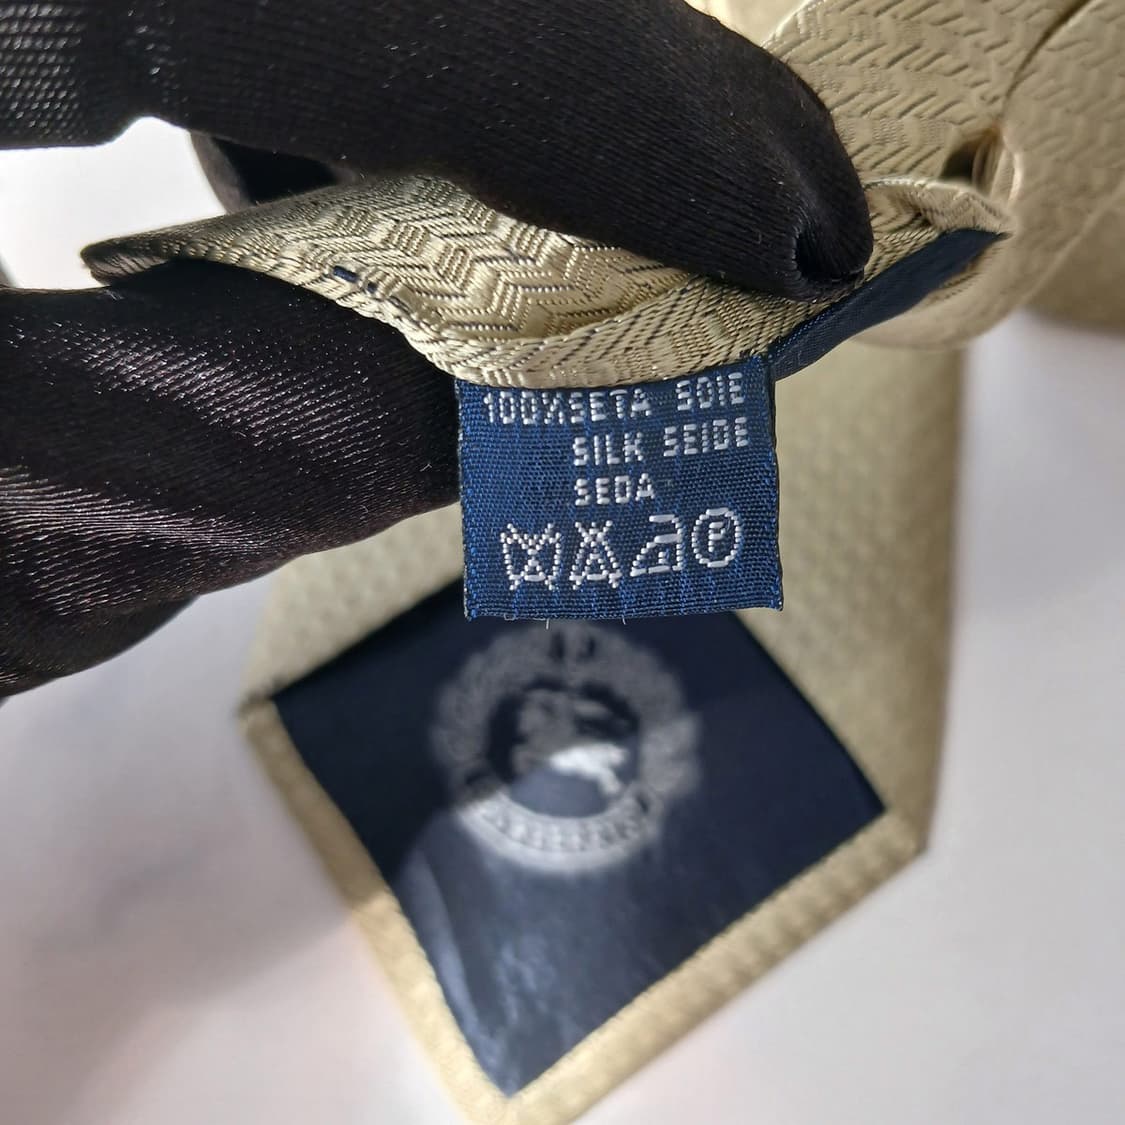 100%SETA SOIE
SILK SEIDE
SEDA
P